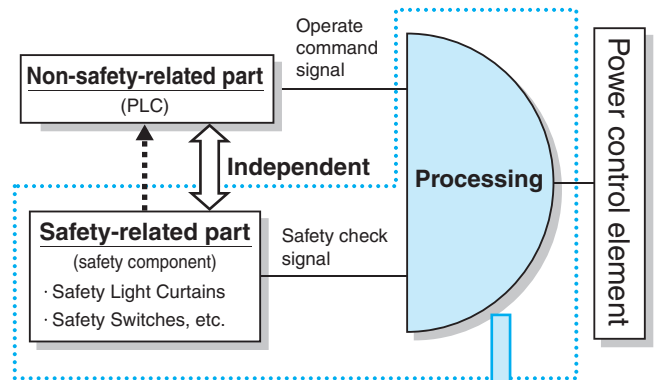 Operate
command
signal
Non-safety-related part
(PLC)
Independent
Processing
Power control element
Safety-related part
(safety component)
· Safety Light Curtains
· Safety Switches, etc.
Safety check
signal